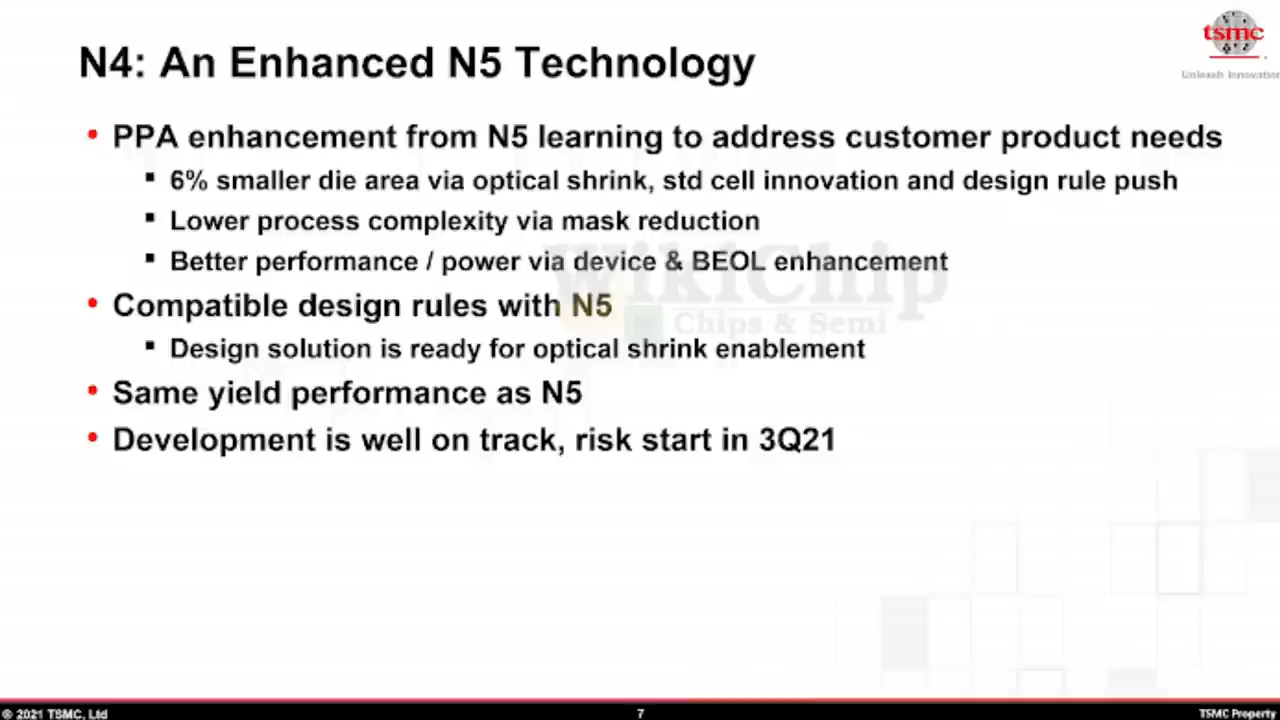 N4: An Enhanced N5 Technology
tsmc
Unleash Innovation
• PPA enhancement from N5 learning to address customer product needs
▪ 6% smaller die area via optical shrink, std cell innovation and design rule push
▪ Lower process complexity via mask reduction
▪ Better performance / power via device & BEOL enhancement
WikiChip
Chips & Semi
• Compatible design rules with N5
▪ Design solution is ready for optical shrink enablement
• Same yield performance as N5
• Development is well on track, risk start in 3Q21
© 2021 TSMC, Ltd
7
TSMC Property